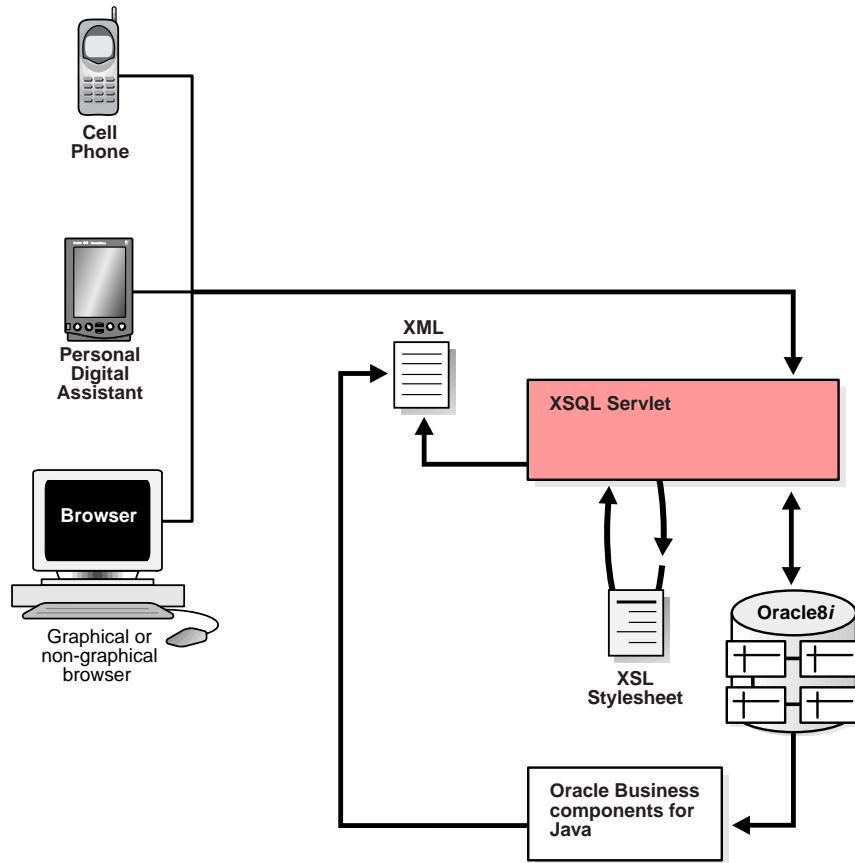 Cell
Phone
Personal
Digital
Assistant
Browser
Graphical or
non-graphical
browser
XML
XSQL Servlet
XSL
Stylesheet
Oracle8i
Oracle Business
components for
Java